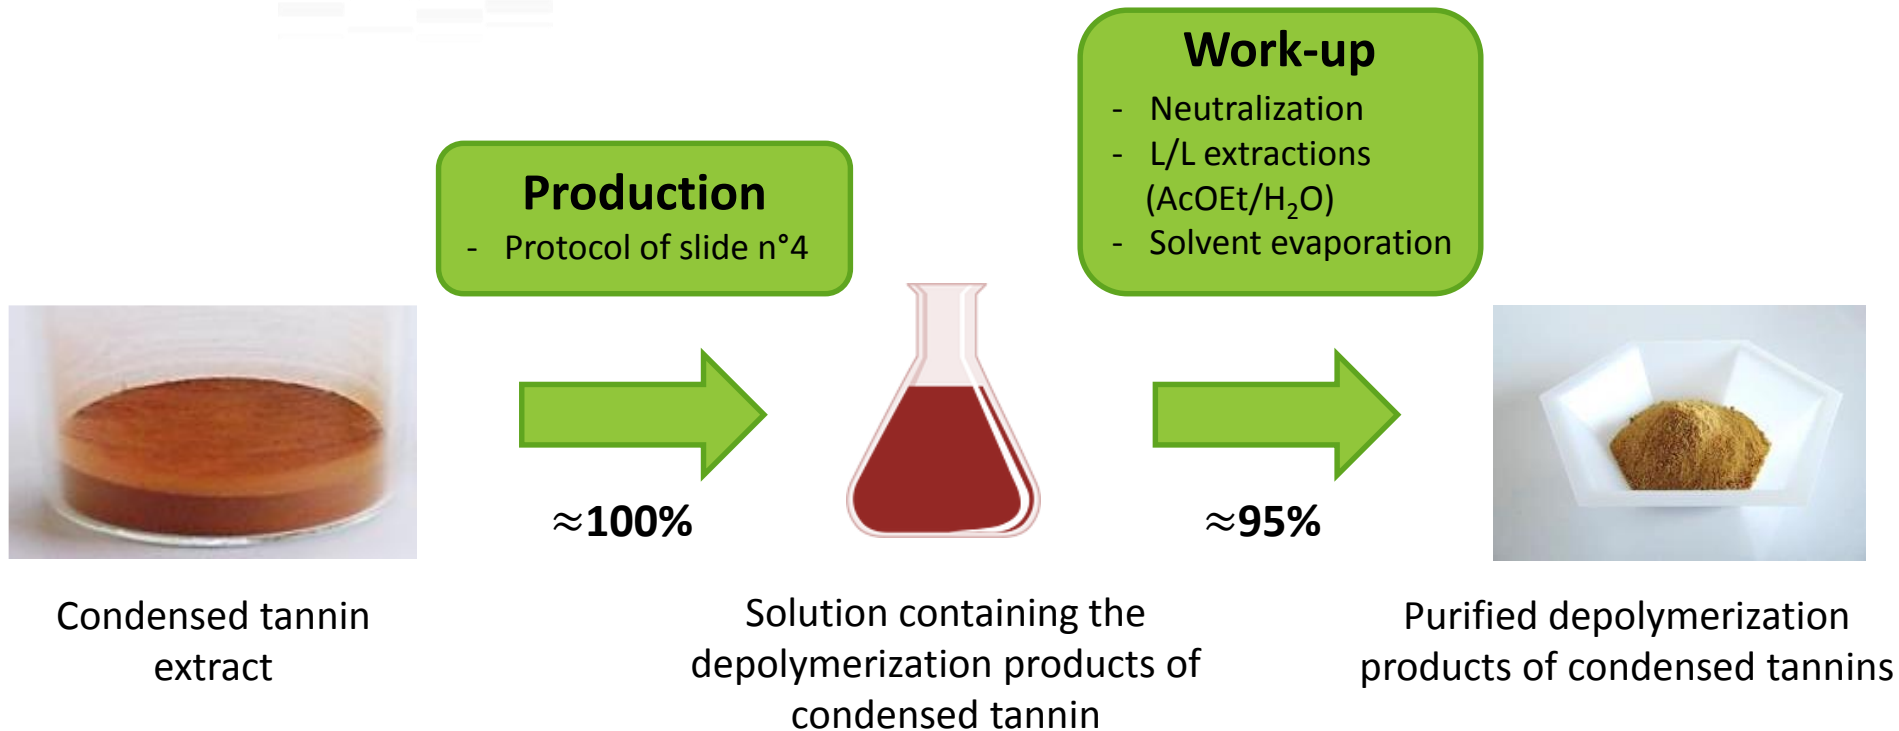 Production
- Protocol of slide n°4
Work-up
- Neutralization
- L/L extractions
(AcOEt/H₂O)
- Solvent evaporation
≈100%
≈95%
Condensed tannin
extract
Solution containing the
depolymerization products of
condensed tannin
Purified depolymerization
products of condensed tannins